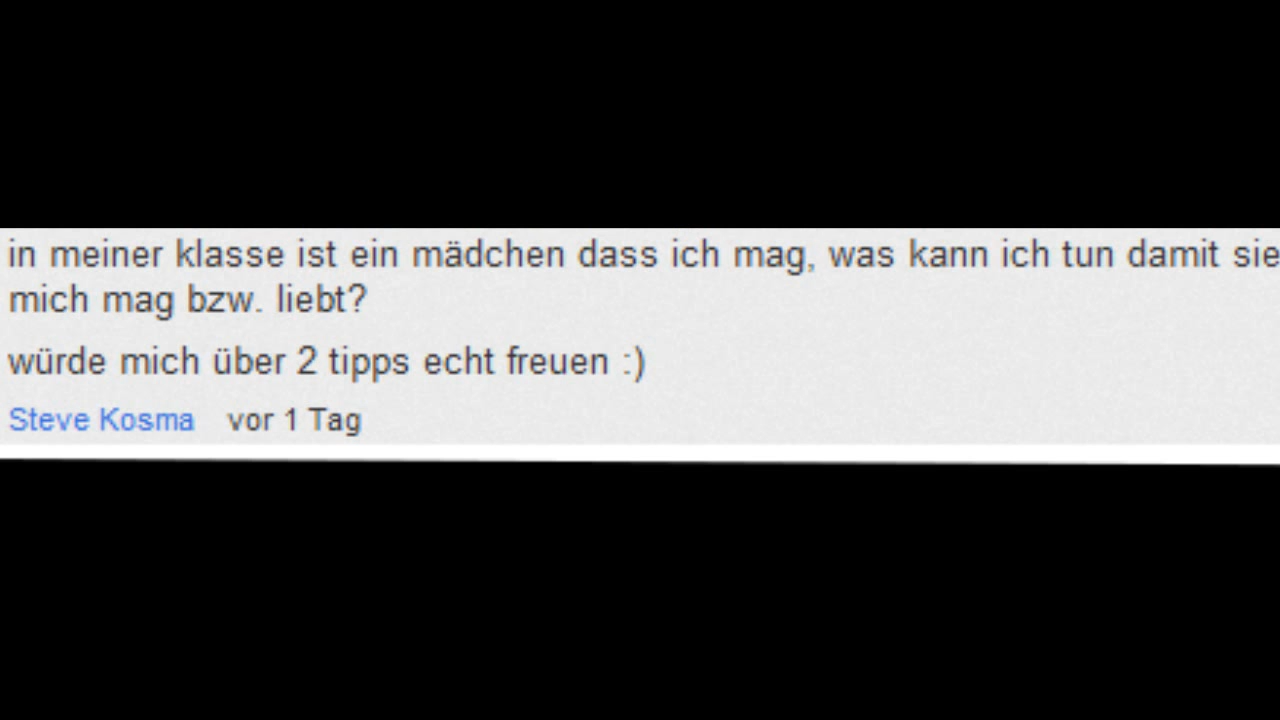 in meiner klasse ist ein mädchen dass ich mag, was kann ich tun damit sie
mich mag bzw. liebt?
würde mich über 2 tipps echt freuen :)
Steve Kosma vor 1 Tag